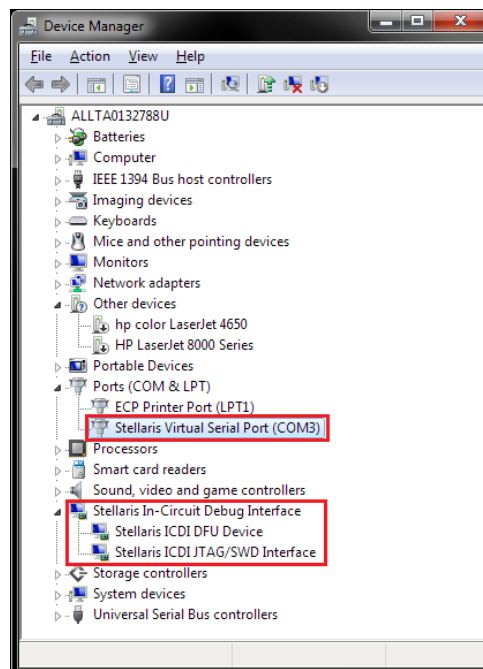 Device Manager
File Action View Help
ALLTA0132788U
Batteries
Computer
IEEE 1394 Bus host controllers
Imaging devices
Keyboards
Mice and other pointing devices
Monitors
Network adapters
Other devices
hp color LaserJet 4650
HP LaserJet 8000 Series
Portable Devices
Ports (COM & LPT)
ECP Printer Port (LPT1)
Stellaris Virtual Serial Port (COM3)
Processors
Smart card readers
Sound, video and game controllers
Stellaris In-Circuit Debug Interface
Stellaris ICDI DFU Device
Stellaris ICDI JTAG/SWD Interface
Storage controllers
System devices
Universal Serial Bus controllers